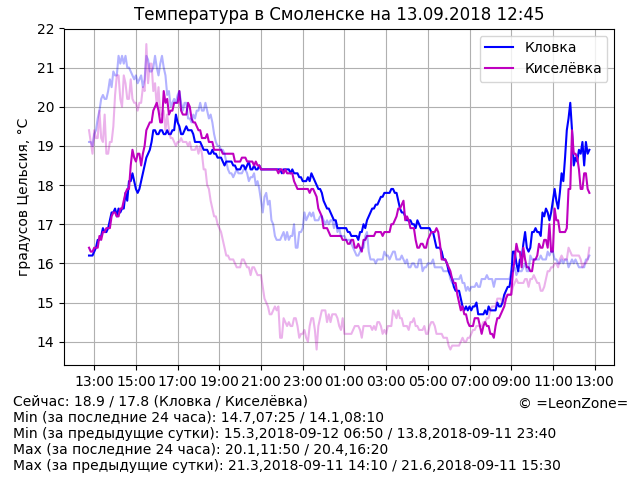 Температура в Смоленске на 13.09.2018 12:45
градусов Цельсия, °C
22
21
20
19
18
17
16
15
14
Кловка
Киселёвка
13:00 15:00 17:00 19:00 21:00 23:00 01:00 03:00 05:00 07:00 09:00 11:00 13:00
Сейчас: 18.9 / 17.8 (Кловка / Киселёвка)
© =LeonZone=
Min (за последние 24 часа): 14.7,07:25 / 14.1,08:10
Min (за предыдущие сутки): 15.3,2018-09-12 06:50 / 13.8,2018-09-11 23:40
Max (за последние 24 часа): 20.1,11:50 / 20.4,16:20
Max (за предыдущие сутки): 21.3,2018-09-11 14:10 / 21.6,2018-09-11 15:30